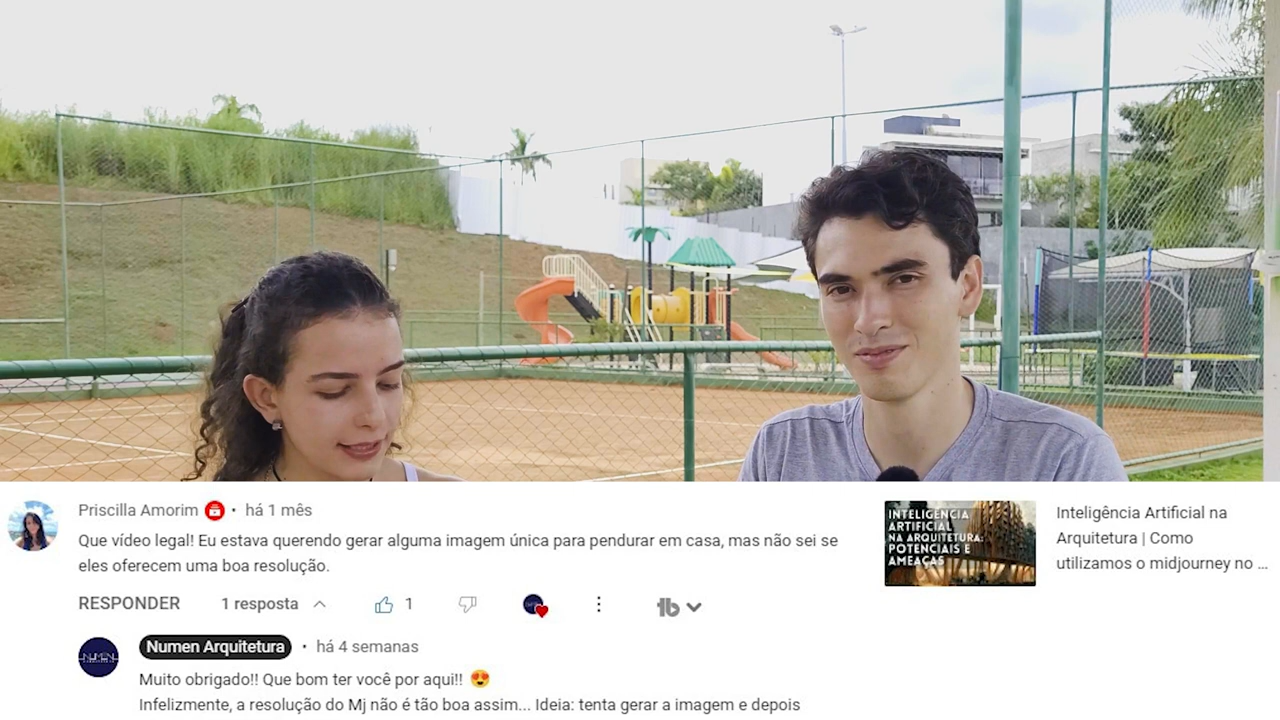 Priscilla Amorim • há 1 mês
Que vídeo legal! Eu estava querendo gerar alguma imagem única para pendurar em casa, mas não sei se
eles oferecem uma boa resolução.
RESPONDER 1 resposta 1
Numen Arquitetura • há 4 semanas
Muito obrigado!! Que bom ter você por aqui!! 😍
Infelizmente, a resolução do Mj não é tão boa assim... Ideia: tenta gerar a imagem e depois
INTELIGÊNCIA
ARTIFICIAL
NA ARQUITETURA:
POTENCIAIS E
AMEAÇAS
Inteligência Artificial na
Arquitetura | Como
utilizamos o midjourney no ...
NUMEN